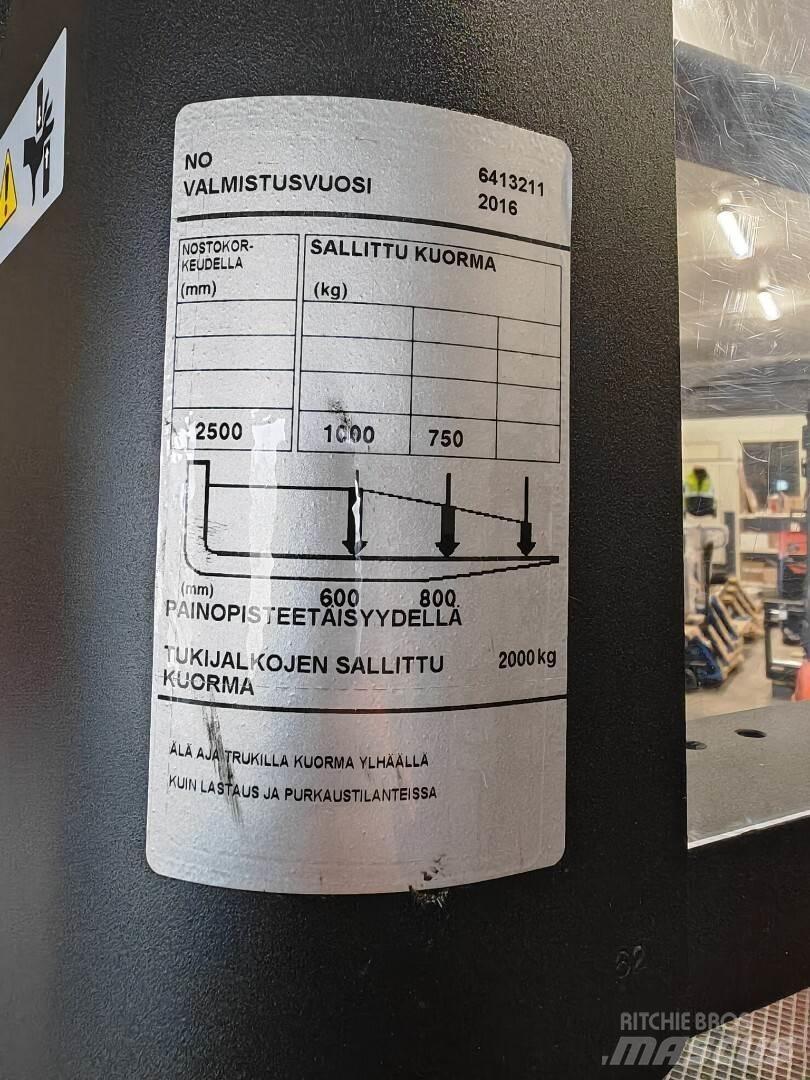 NO 6413211
VALMISTUSVUOSI 2016
NOSTOKOR-
KEUDELLA
(mm)
SALLITTU KUORMA
(kg)
2500 1000 750
(mm) 600 800
PAINOPISTEETÄISYYDELLÄ
TUKIJALKOJEN SALLITTU 2000 kg
KUORMA
ÄLÄ AJA TRUKILLA KUORMA YLHÄÄLLÄ
KUIN LASTAUS JA PURKAUSTILANTEISSA
62
RITCHIE BROS
MASCUS